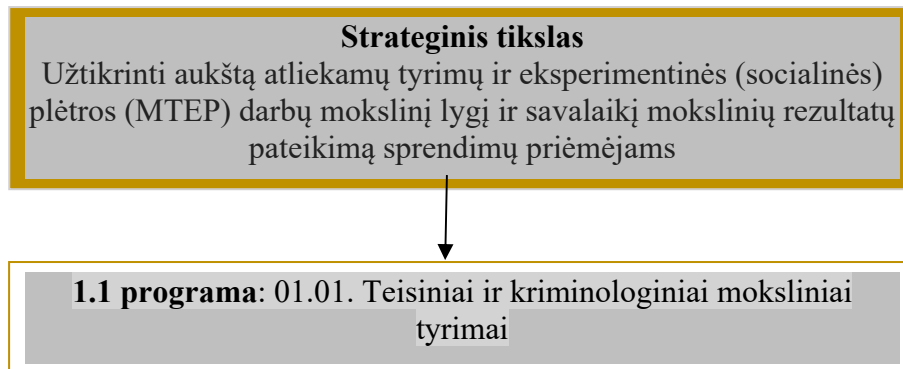 Strateginis tikslas
Užtikrinti aukštą atliekamų tyrimų ir eksperimentinės (socialinės)
plėtros (MTEP) darbų mokslinį lygį ir savalaikį mokslinių rezultatų
pateikimą sprendimų priėmėjams
1.1 programa: 01.01. Teisiniai ir kriminologiniai moksliniai
tyrimai